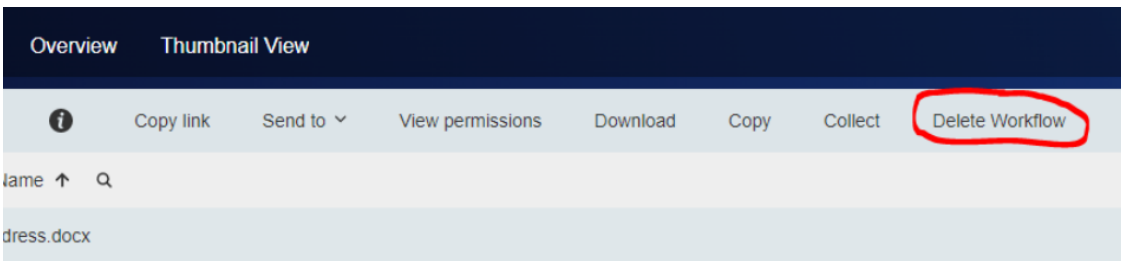 Overview Thumbnail View
Copy link Send to View permissions Download Copy Collect Delete Workflow
Name
dress.docx